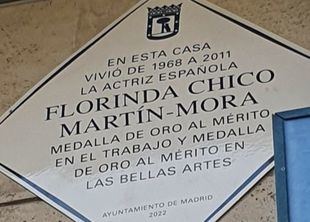 EN ESTA CASA
VIVIÓ DE 1968 A 2011
LA ACTRIZ ESPAÑOLA
FLORINDA CHICO
MARTÍN-MORA
MEDALLA DE ORO AL MÉRITO
EN EL TRABAJO Y MEDALLA
DE ORO AL MÉRITO EN
LAS BELLAS ARTES
AYUNTAMIENTO DE MADRID
2022